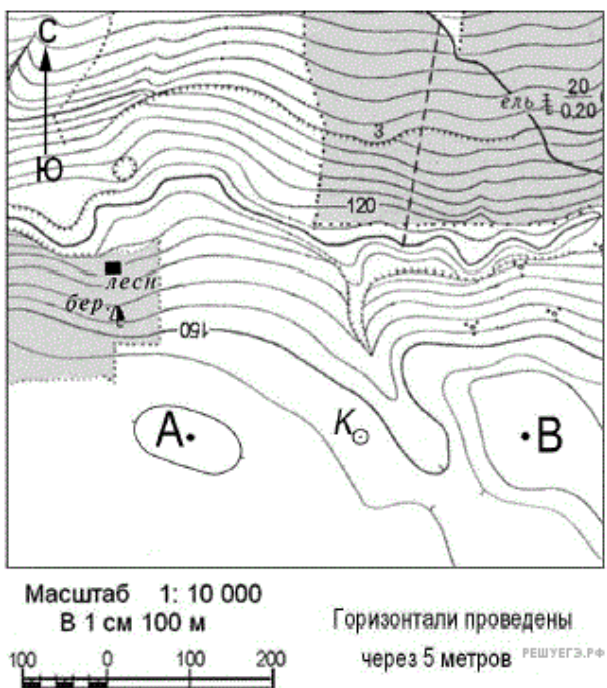 С
Ю
3
ель 20
0,20
120
лесн
бер.
150
А
К
В
Масштаб 1: 10 000
В 1 см 100 м
100 0 100 200
Горизонтали проведены
через 5 метров
РЕШУЕГЭ.РФ